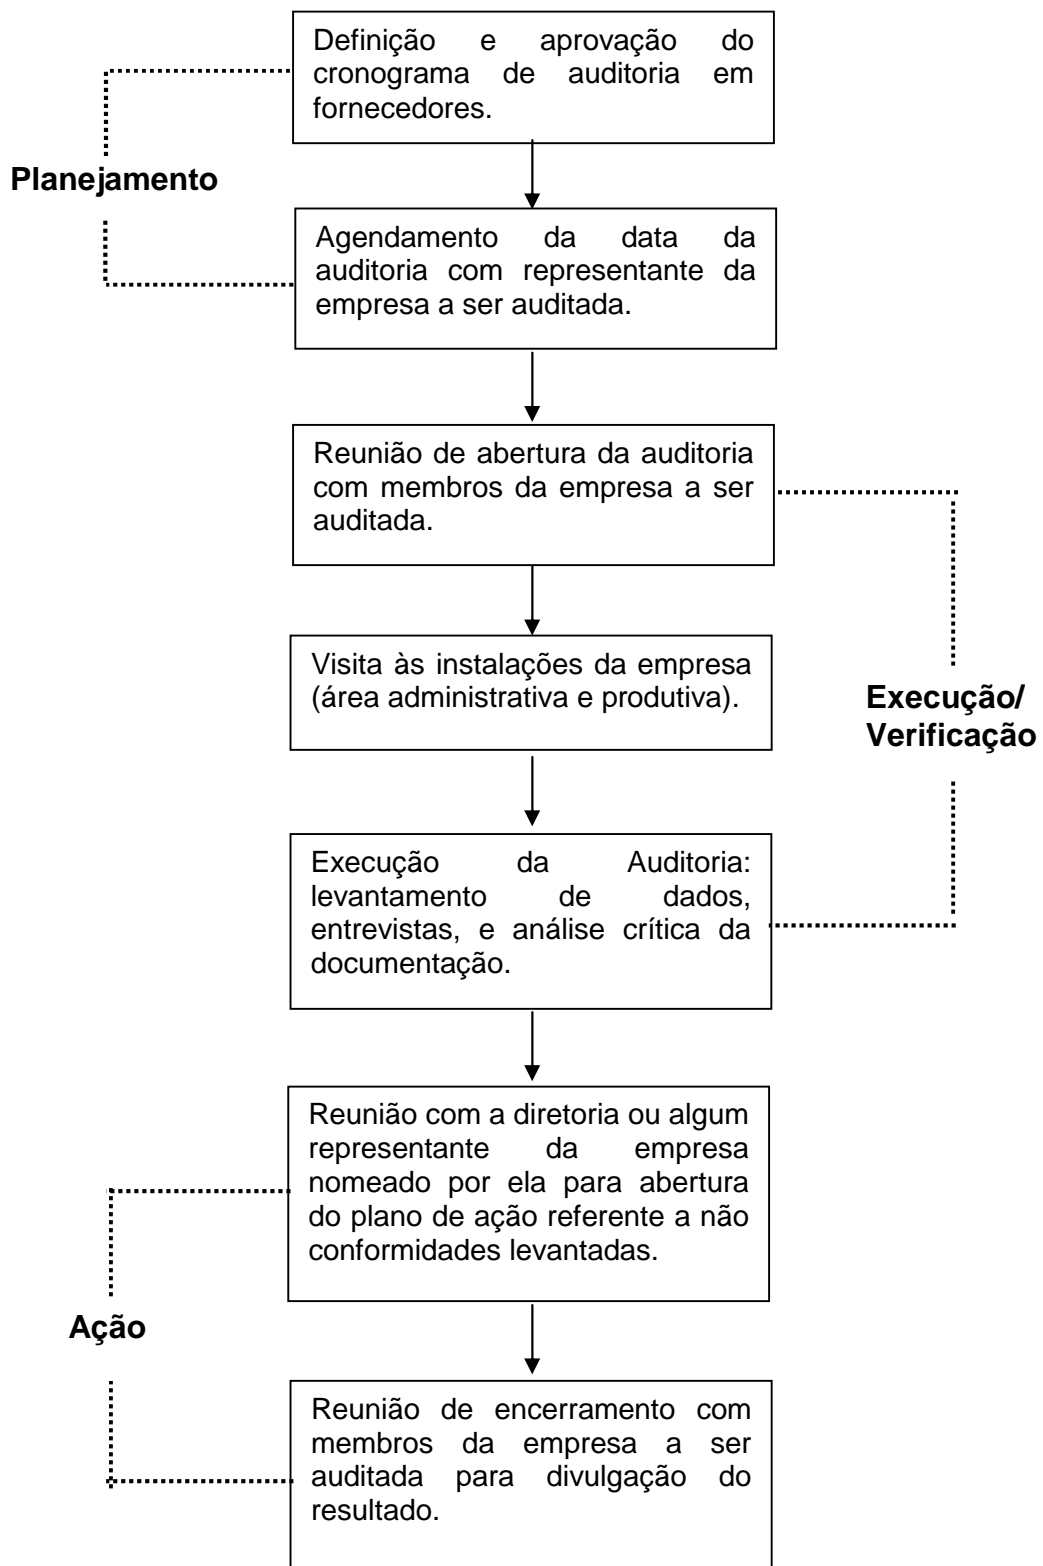 Definição e aprovação do
cronograma de auditoria em
fornecedores.
Planejamento
Agendamento da data da
auditoria com representante da
empresa a ser auditada.
Reunião de abertura da auditoria
com membros da empresa a ser
auditada.
Visita às instalações da empresa
(área administrativa e produtiva).
Execução/
Verificação
Execução da Auditoria:
levantamento de dados,
entrevistas, e análise crítica da
documentação.
Reunião com a diretoria ou algum
representante da empresa
nomeado por ela para abertura
do plano de ação referente a não
conformidades levantadas.
Ação
Reunião de encerramento com
membros da empresa a ser
auditada para divulgação do
resultado.